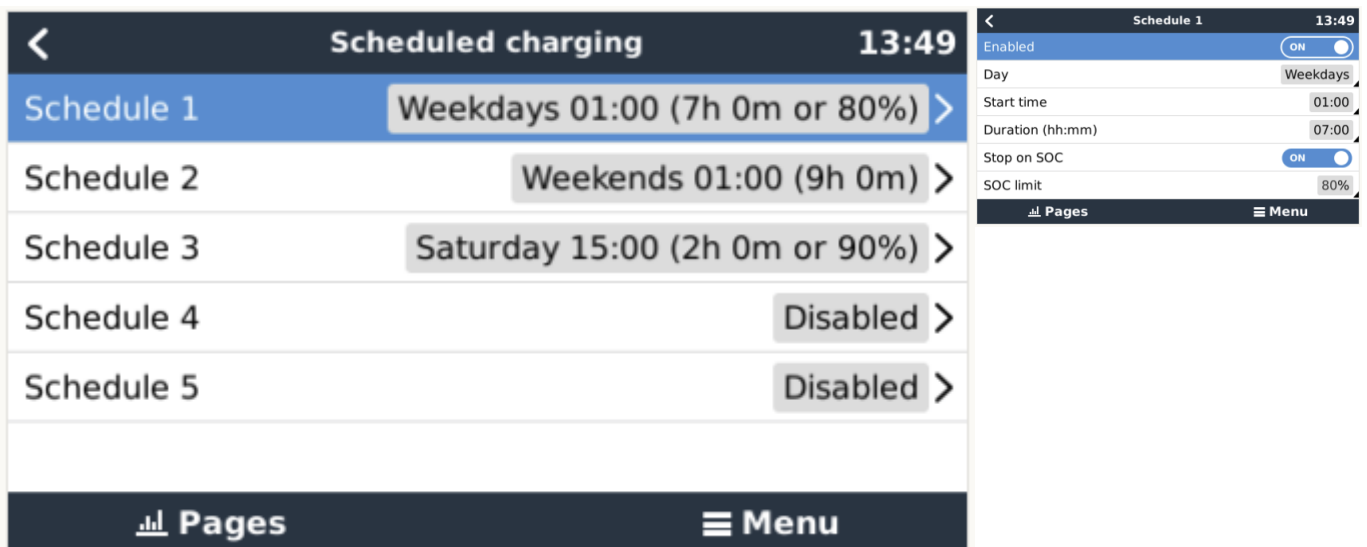 Scheduled charging 13:49
Schedule 1 Weekdays 01:00 (7h 0m or 80%)
Schedule 2 Weekends 01:00 (9h 0m)
Schedule 3 Saturday 15:00 (2h 0m or 90%)
Schedule 4 Disabled
Schedule 5 Disabled
Pages Menu
Schedule 1 13:49
Enabled ON
Day Weekdays
Start time 01:00
Duration (hh:mm) 07:00
Stop on SOC ON
SOC limit 80%
Pages Menu